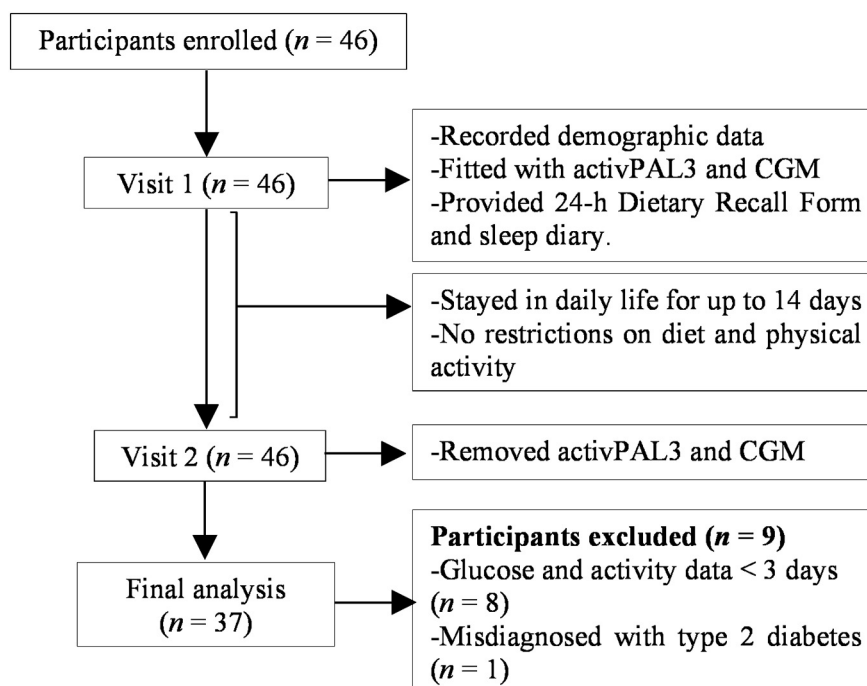 Participants enrolled (n = 46)
Visit 1 (n = 46)
-Recorded demographic data
-Fitted with activPAL3 and CGM
-Provided 24-h Dietary Recall Form
and sleep diary.
-Stayed in daily life for up to 14 days
-No restrictions on diet and physical
activity
Visit 2 (n = 46)
-Removed activPAL3 and CGM
Final analysis
(n = 37)
Participants excluded (n = 9)
-Glucose and activity data < 3 days
(n = 8)
-Misdiagnosed with type 2 diabetes
(n = 1)